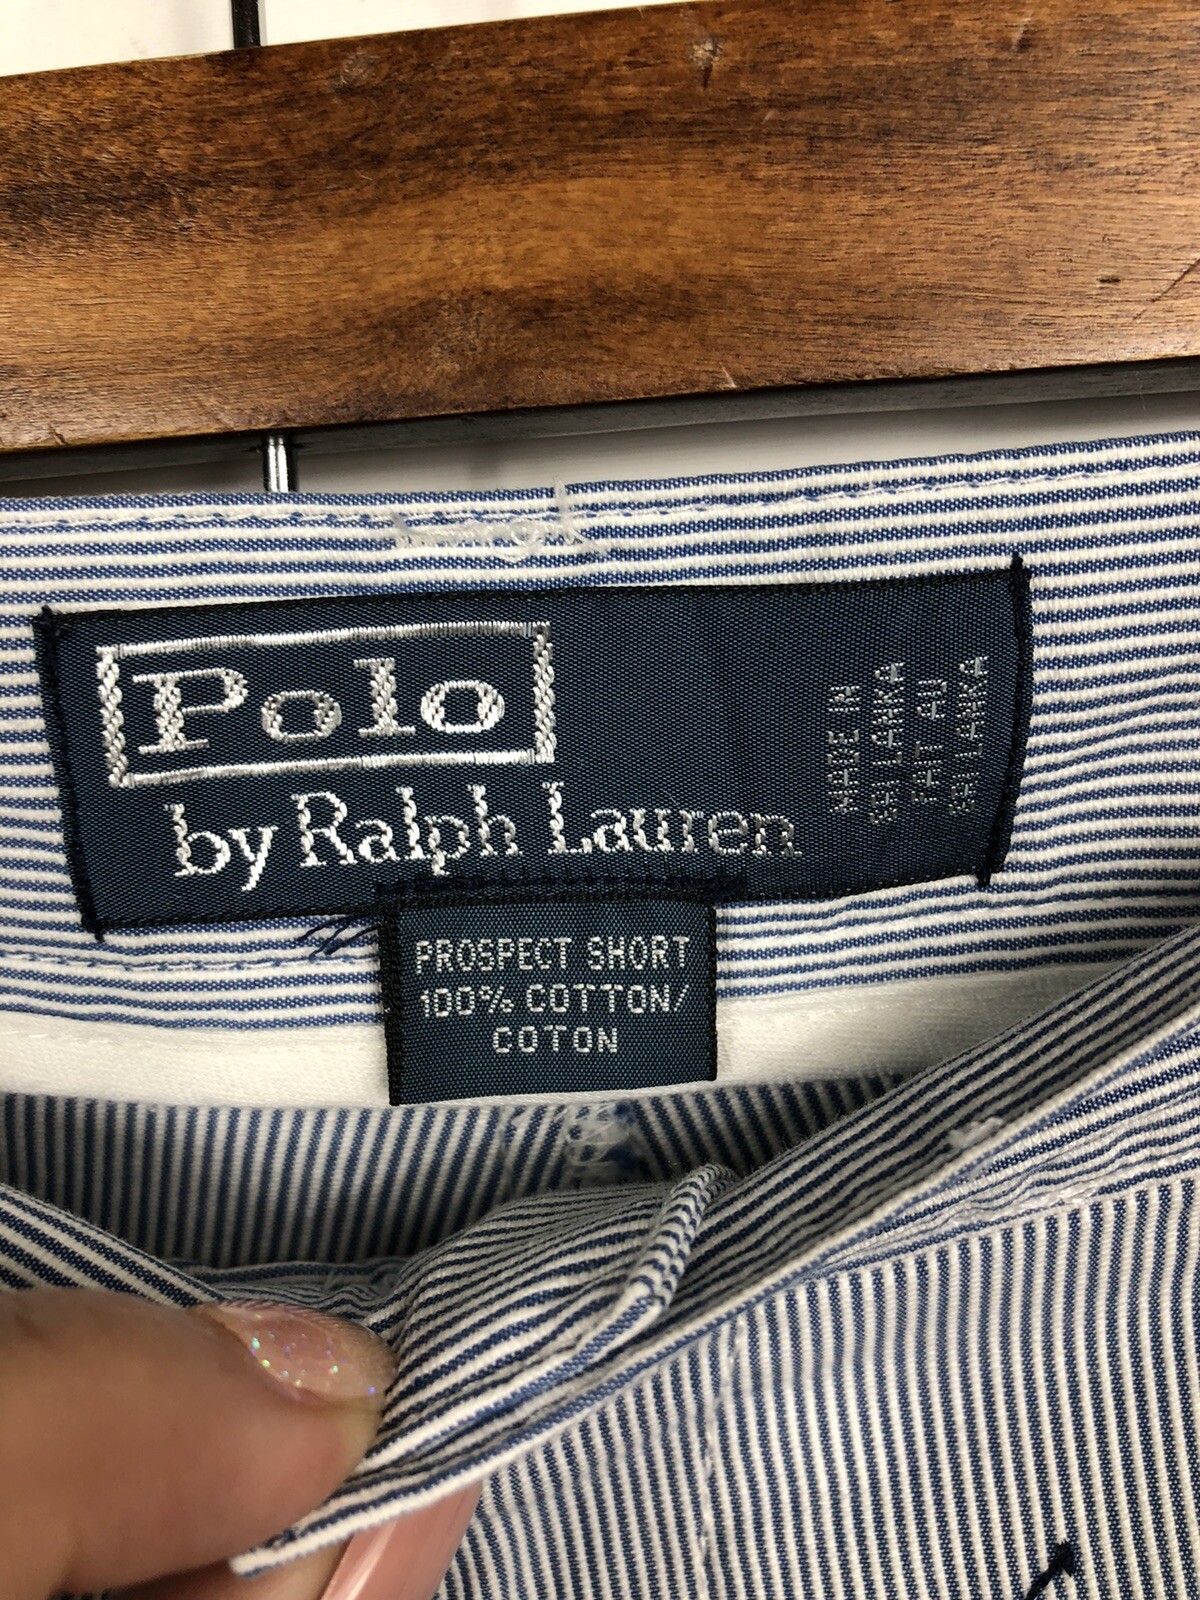 Polo
by Ralph Lauren
MADE IN
SRI LANKA
FAIT AU
SRI LANKA
PROSPECT SHORT
100% COTTON/
COTON